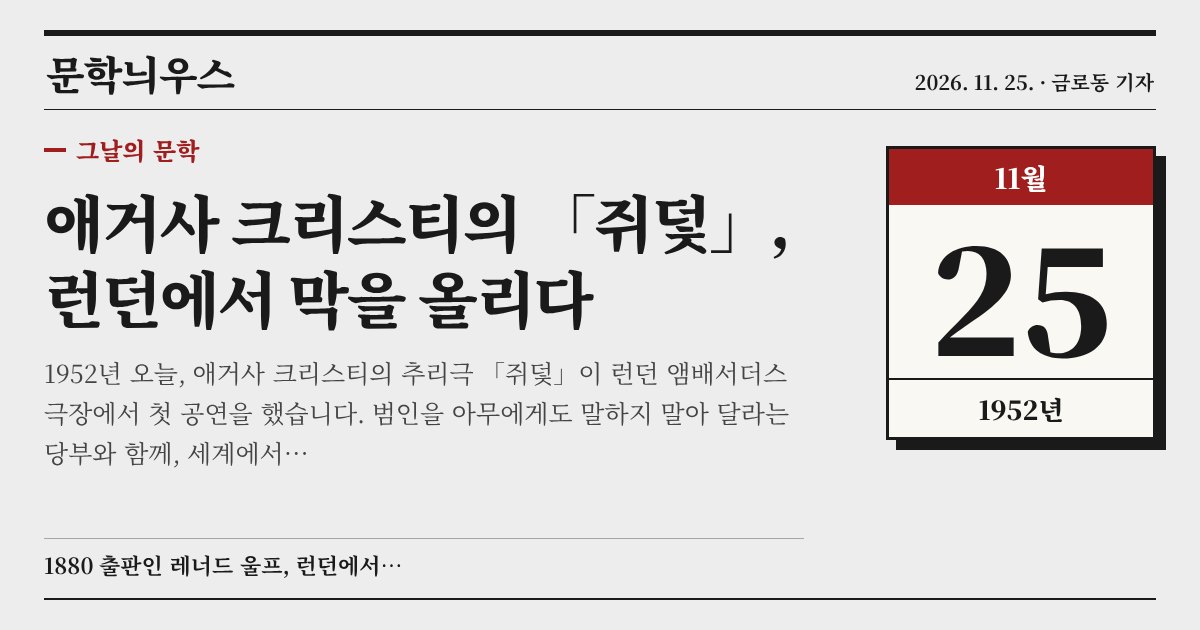 문학늬우스
2026. 11. 25. · 금로동 기자
그날의 문학
애거사 크리스티의 「쥐덫」,
런던에서 막을 올리다
1952년 오늘, 애거사 크리스티의 추리극 「쥐덫」이 런던 앰배서더스
극장에서 첫 공연을 했습니다. 범인을 아무에게도 말하지 말아 달라는
당부와 함께, 세계에서…
11월
25
1952년
1880 출판인 레너드 울프, 런던에서…